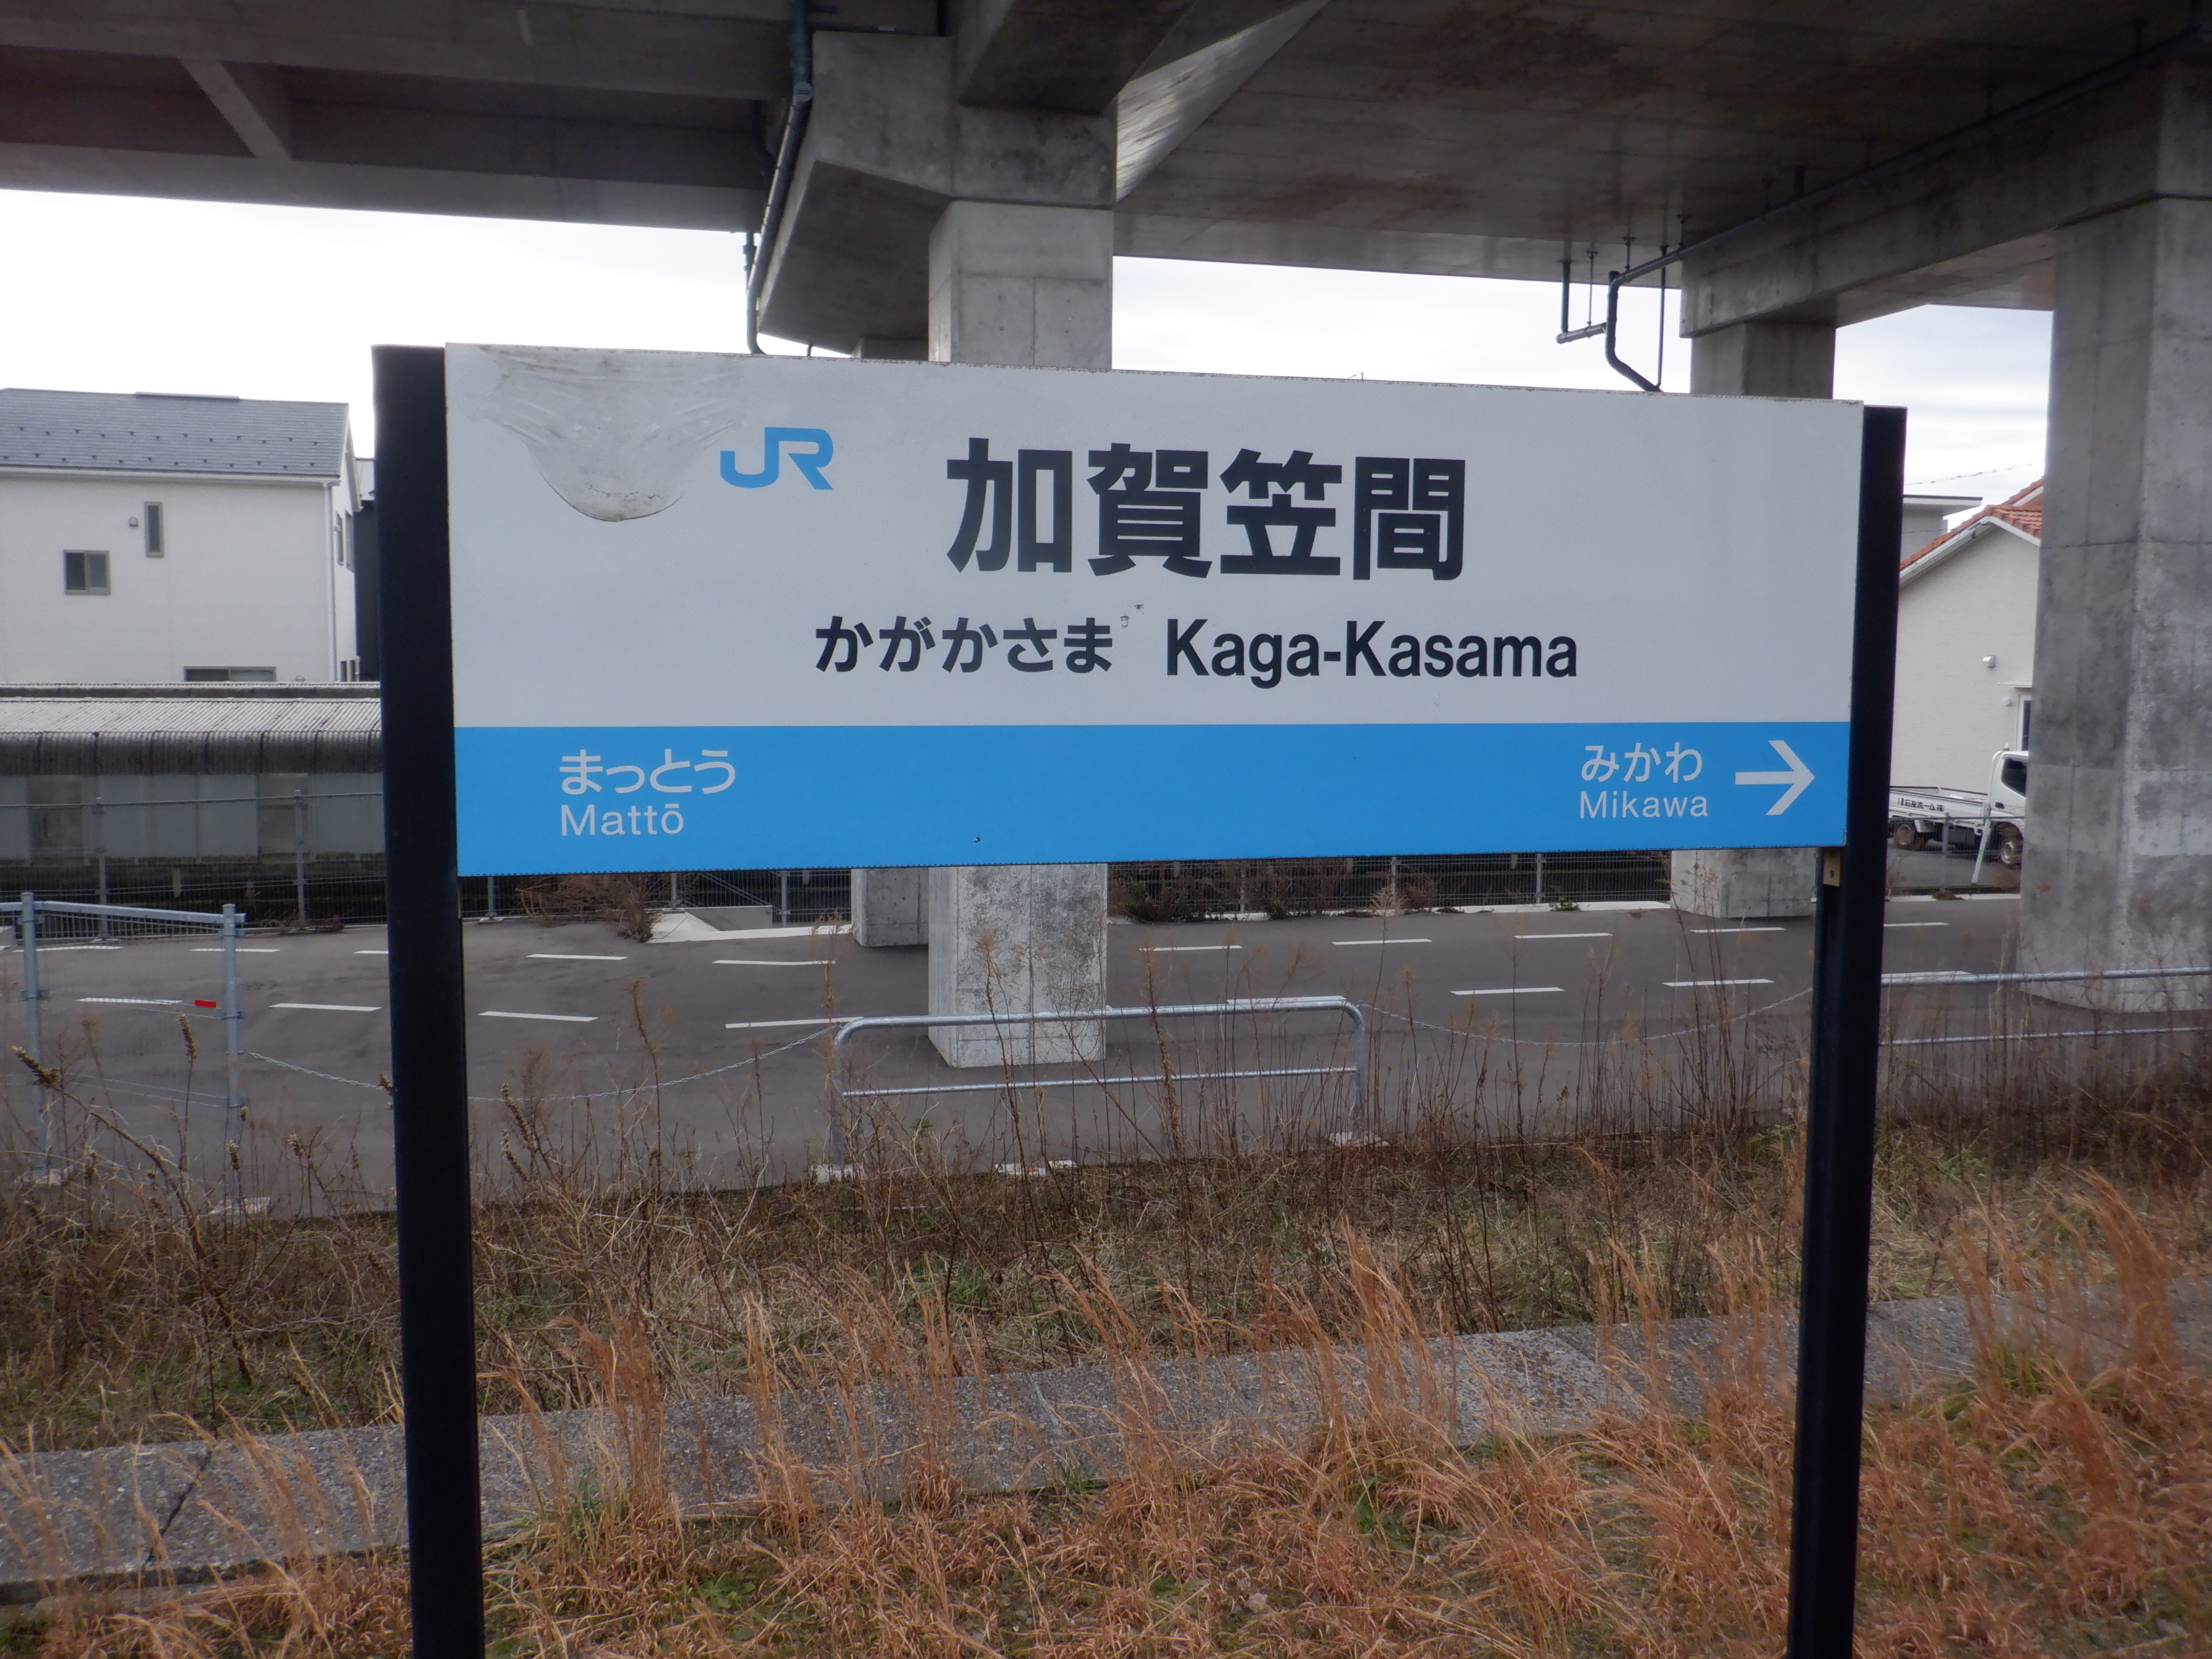 JR
加賀笠間
かがかさま Kaga-Kasama
まっとう
Mattō
みかわ →
Mikawa